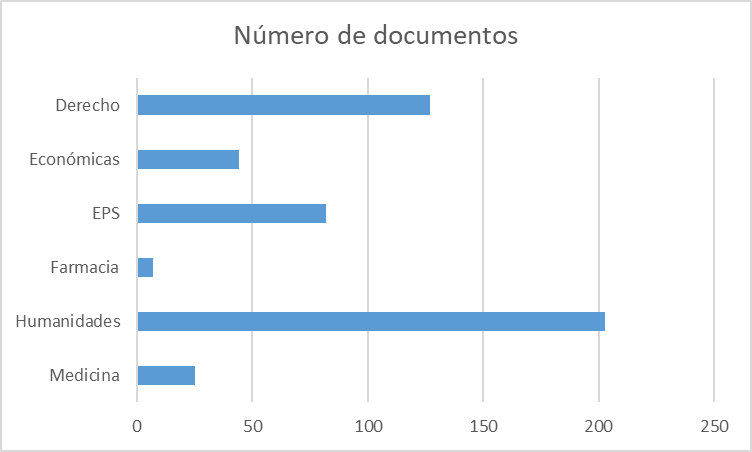 Número de documentos
Derecho
Económicas
EPS
Farmacia
Humanidades
Medicina
0 50 100 150 200 250